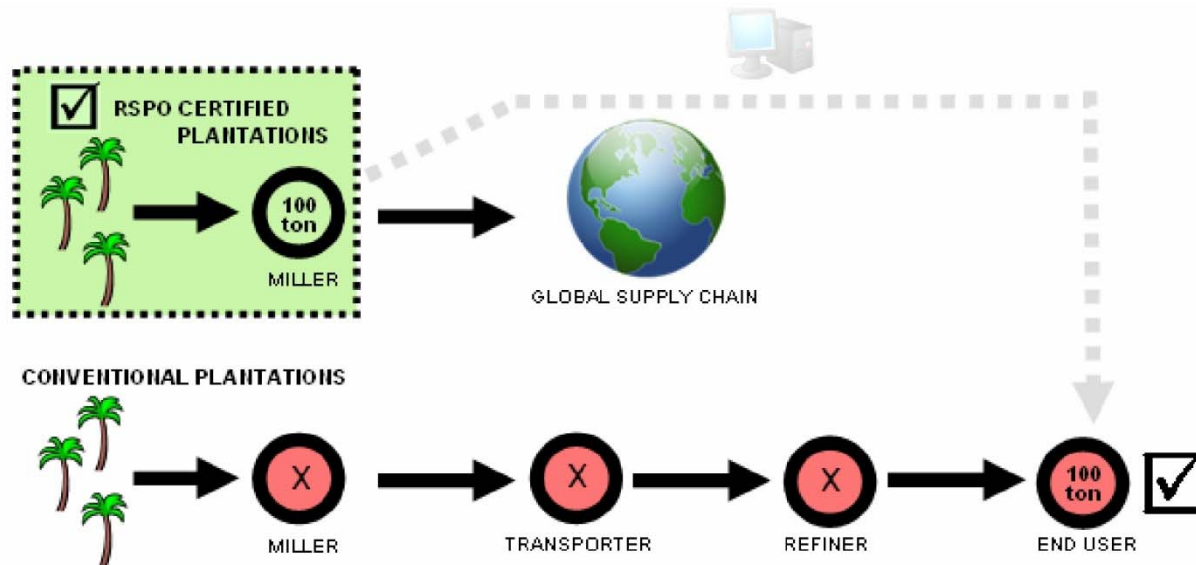 RSPO CERTIFIED
PLANTATIONS
100
ton
MILLER
GLOBAL SUPPLY CHAIN
CONVENTIONAL PLANTATIONS
X
X
X
100
ton
MILLER
TRANSPORTER
REFINER
END USER